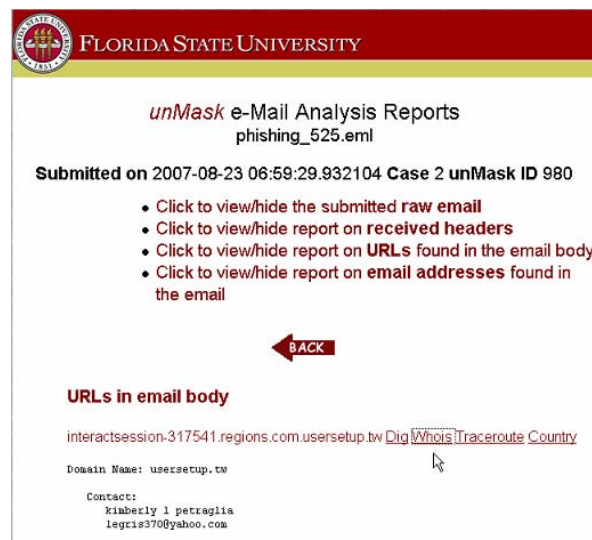 FLORIDA STATE UNIVERSITY
1851
unMask e-Mail Analysis Reports
phishing_525.eml
Submitted on 2007-08-23 06:59:29.932104 Case 2 unMask ID 980
• Click to view/hide the submitted raw email
• Click to view/hide report on received headers
• Click to view/hide report on URLs found in the email body
• Click to view/hide report on email addresses found in
the email
BACK
URLs in email body
interactsession-317541.regions.com.usersetup.tw Dig Whois Traceroute Country
Domain Name: usersetup.tw
Contact:
kimberly l petraglia
legris370@yahoo.com